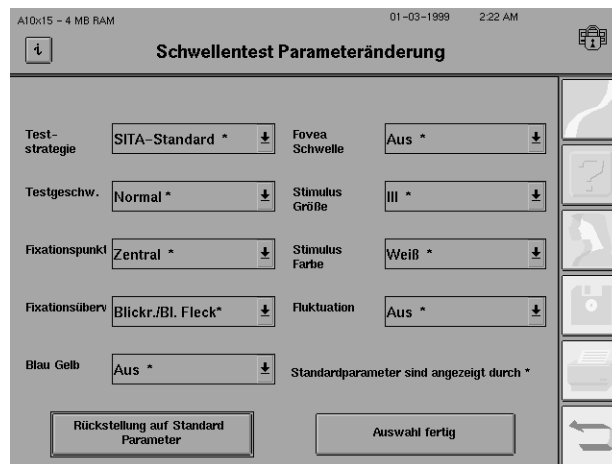 A10x15 - 4 MB RAM 01-03-1999 2:22 AM
i
Schwellentest Parameteränderung
Test-
strategie
SITA-Standard *
Fovea
Schwelle
Aus *
Testgeschw.
Normal *
Stimulus
Größe
III *
Fixationspunkt
Zentral *
Stimulus
Farbe
Weiß *
Fixationsüberv
Blickr./Bl. Fleck*
Fluktuation
Aus *
Blau Gelb
Aus *
Standardparameter sind angezeigt durch *
Rückstellung auf Standard
Parameter
Auswahl fertig